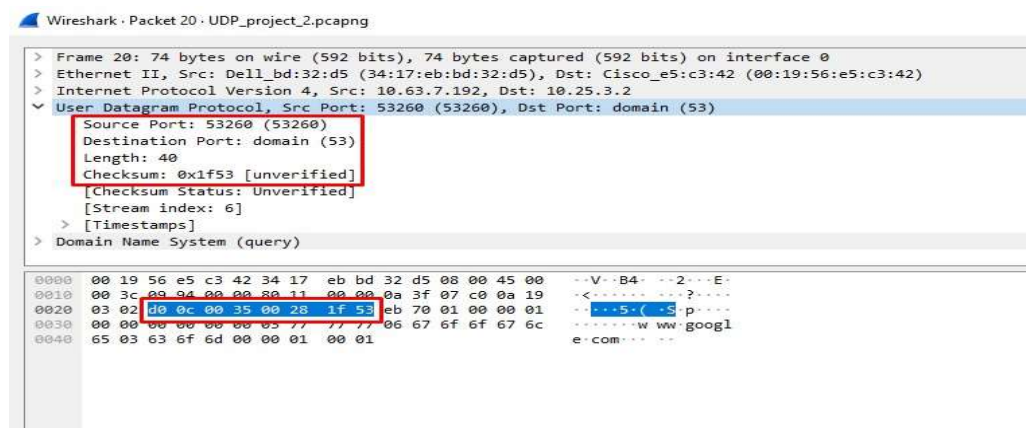 Wireshark · Packet 20 · UDP_project_2.pcapng
> Frame 20: 74 bytes on wire (592 bits), 74 bytes captured (592 bits) on interface 0
> Ethernet II, Src: Dell_bd:32:d5 (34:17:eb:bd:32:d5), Dst: Cisco_e5:c3:42 (00:19:56:e5:c3:42)
> Internet Protocol Version 4, Src: 10.63.7.192, Dst: 10.25.3.2
User Datagram Protocol, Src Port: 53260 (53260), Dst Port: domain (53)
Source Port: 53260 (53260)
Destination Port: domain (53)
Length: 40
Checksum: 0x1f53 [unverified]
[Checksum Status: Unverified]
[Stream index: 6]
> [Timestamps]
> Domain Name System (query)
0000 00 19 56 e5 c3 42 34 17 eb bd 32 d5 08 00 45 00 ··V··B4· ··2···E·
0010 00 3c 09 94 00 00 80 11 00 00 0a 3f 07 c0 0a 19 ·<······ ···?····
0020 03 02 d0 0c 00 35 00 28 1f 53 eb 70 01 00 00 01 ·····5·( ·S·p····
0030 00 00 00 00 00 00 03 77 77 77 06 67 6f 6f 67 6c ·······w ww·googl
0040 65 03 63 6f 6d 00 00 01 00 01 e·com··· ··